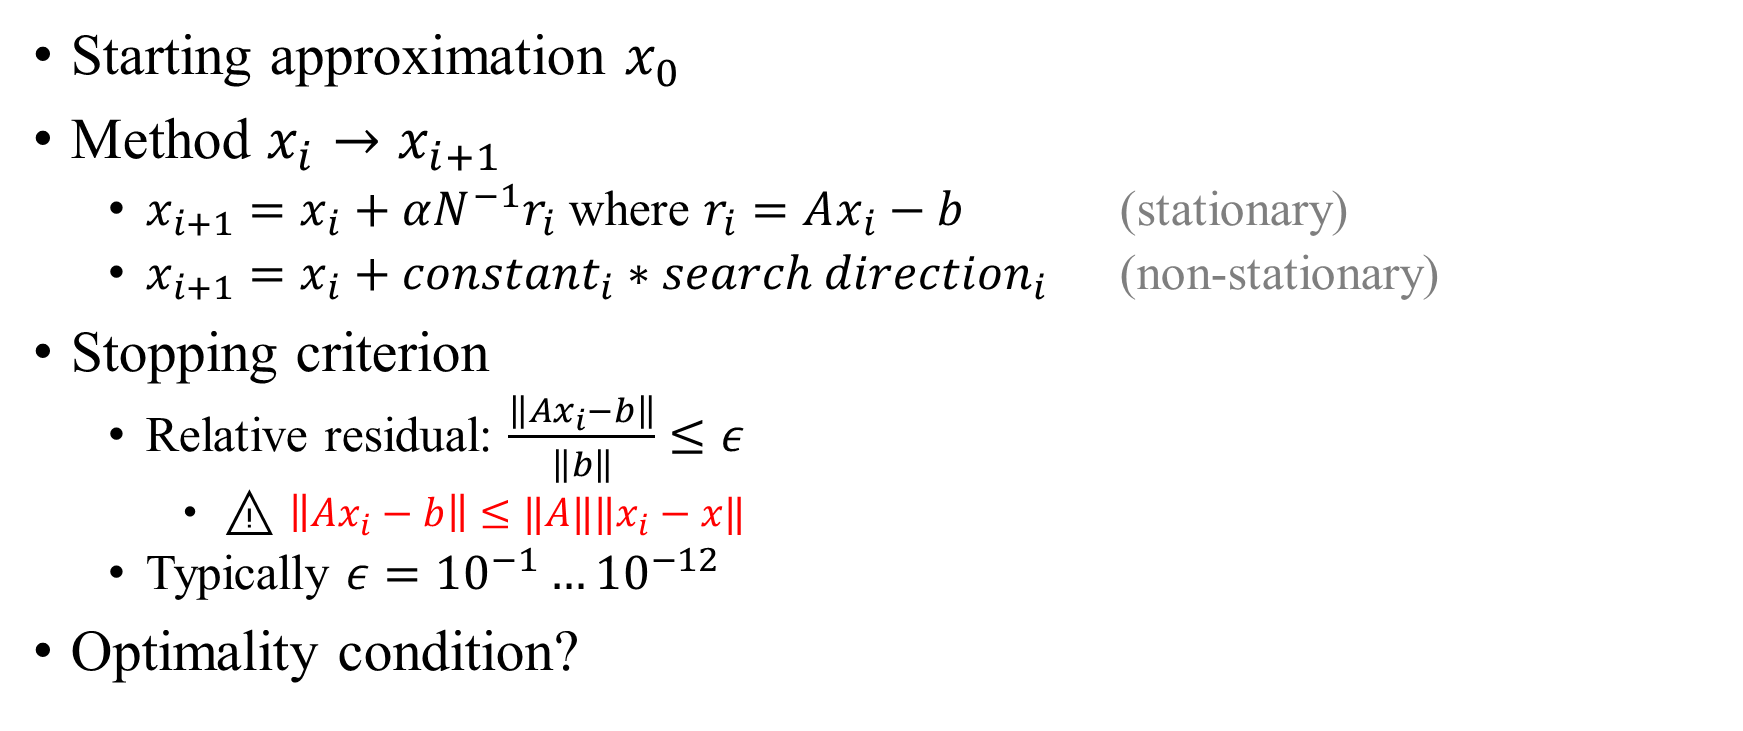 • Starting approximation x₀
• Method xᵢ → xᵢ₊₁
• xᵢ₊₁ = xᵢ + αN⁻¹rᵢ where rᵢ = Axᵢ − b (stationary)
• xᵢ₊₁ = xᵢ + constantᵢ ∗ search directionᵢ (non-stationary)
• Stopping criterion
• Relative residual: ‖Axᵢ−b‖ / ‖b‖ ≤ ϵ
• ⚠ ‖Axᵢ − b‖ ≤ ‖A‖‖xᵢ − x‖
• Typically ϵ = 10⁻¹ … 10⁻¹²
• Optimality condition?